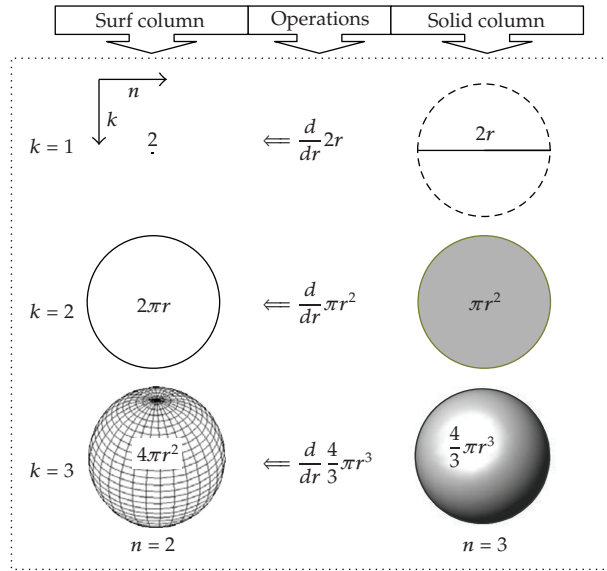 Surf column Operations Solid column
n
k
k = 1 2 ⟸ d/dr 2r 2r
k = 2 2πr ⟸ d/dr πr² πr²
k = 3 4πr² ⟸ d/dr 4/3 πr³ 4/3 πr³
n = 2 n = 3